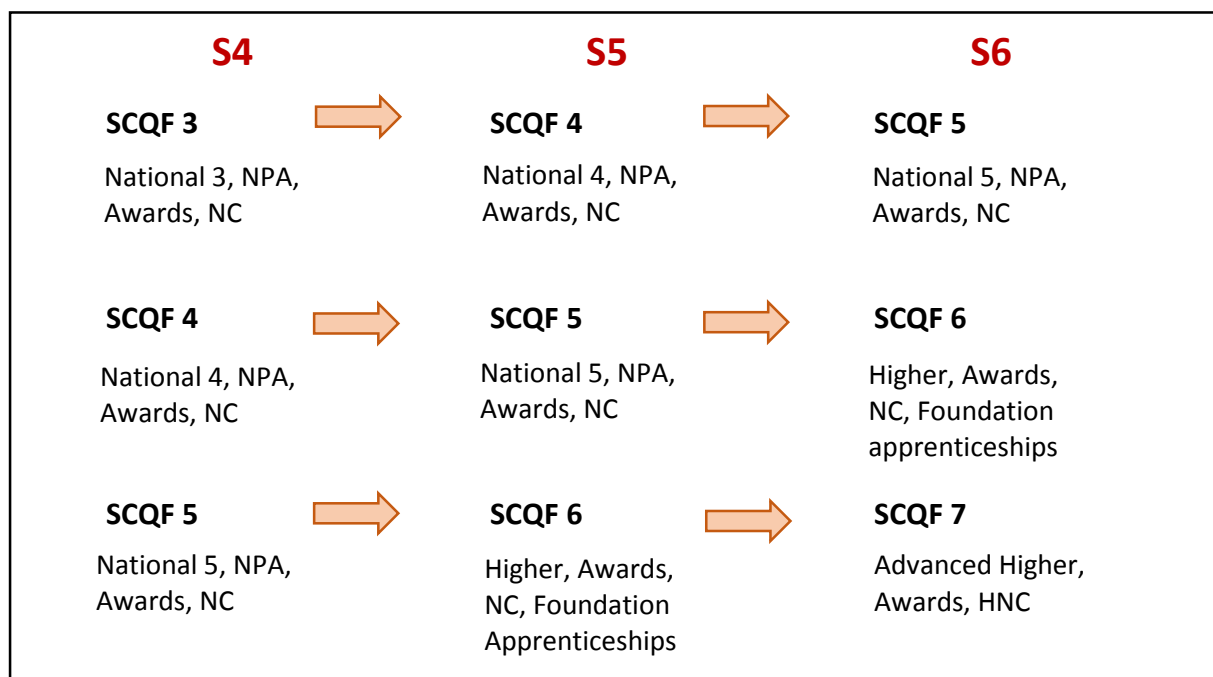 S4 S5 S6
SCQF 3 SCQF 4 SCQF 5
National 3, NPA, National 4, NPA, National 5, NPA,
Awards, NC Awards, NC Awards, NC
SCQF 4 SCQF 5 SCQF 6
National 4, NPA, National 5, NPA, Higher, Awards,
Awards, NC Awards, NC NC, Foundation
apprenticeships
SCQF 5 SCQF 6 SCQF 7
National 5, NPA, Higher, Awards, Advanced Higher,
Awards, NC NC, Foundation Awards, HNC
Apprenticeships